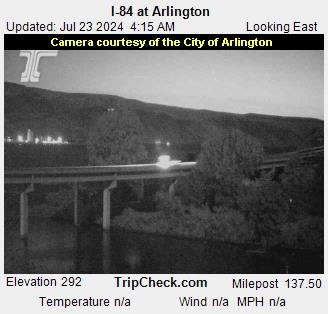 I-84 at Arlington
Updated: Jul 23 2024 4:15 AM Looking East
Camera courtesy of the City of Arlington
Elevation 292 TripCheck.com Milepost 137.50
Temperature n/a Wind n/a MPH n/a